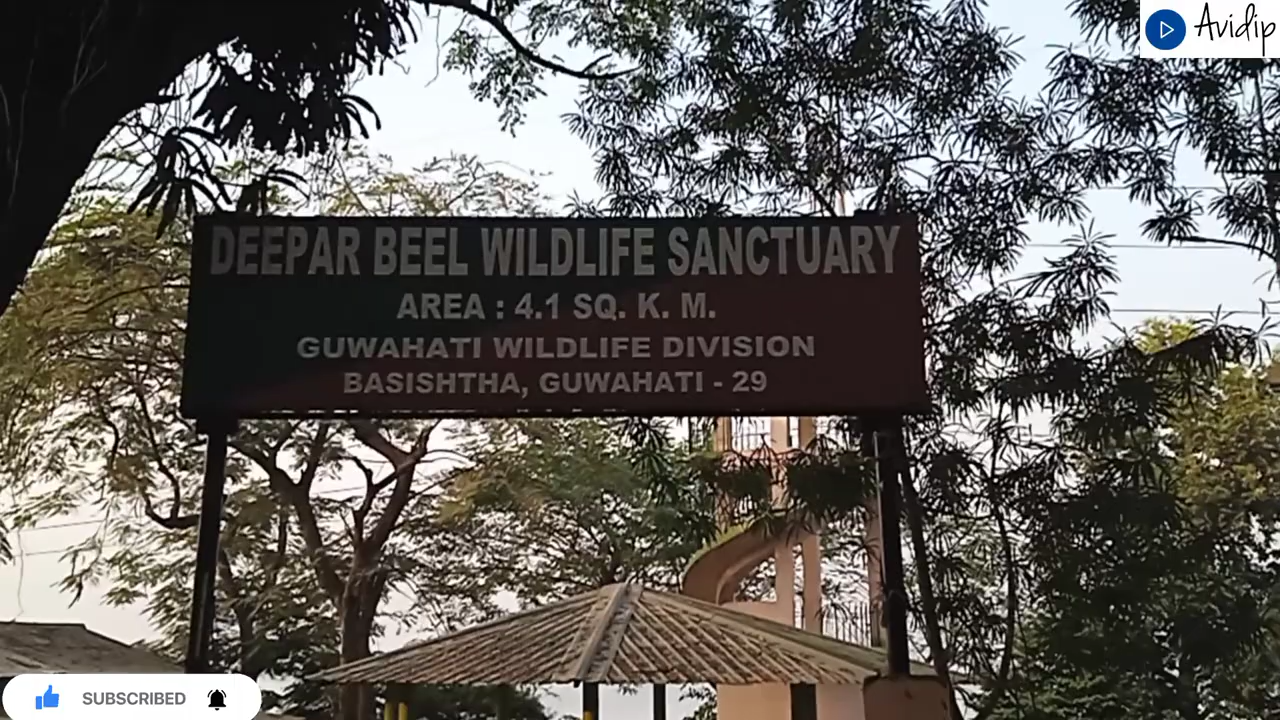 Avidip
DEEPAR BEEL WILDLIFE SANCTUARY
AREA : 4.1 SQ. K. M.
GUWAHATI WILDLIFE DIVISION
BASISHTHA, GUWAHATI - 29
SUBSCRIBED